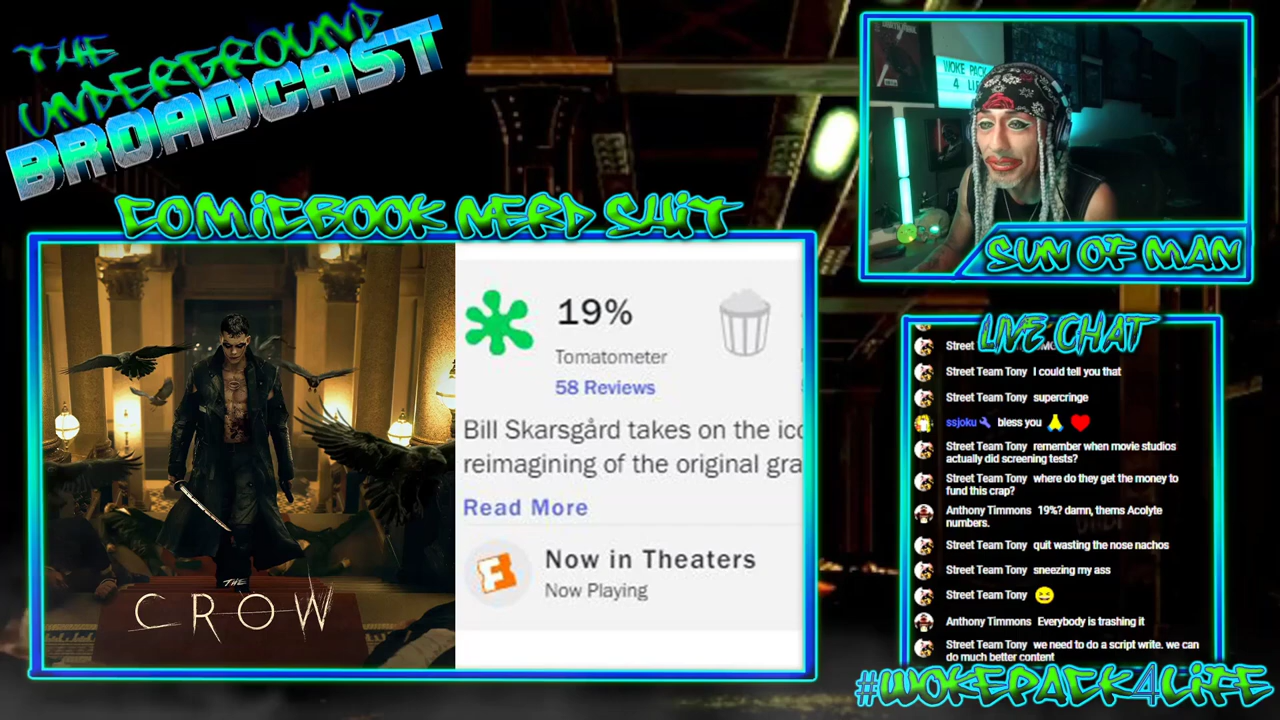 THE
UNDERGROUND
BROADCAST
COMICBOOK NERD SHIT
THE
CROW
19%
Tomatometer
58 Reviews
Bill Skarsgård takes on the ico
reimagining of the original gra
Read More
Now in Theaters
Now Playing
WOKE PACK
4 LIF
SUN OF MAN
LIVE CHAT
Street
Street Team Tony I could tell you that
Street Team Tony supercringe
ssjoku 🔧 bless you 🙏 ❤️
Street Team Tony remember when movie studios
actually did screening tests?
Street Team Tony where do they get the money to
fund this crap?
Anthony Timmons 19%? damn, thems Acolyte
numbers.
Street Team Tony quit wasting the nose nachos
Street Team Tony sneezing my ass
Street Team Tony 😆
Anthony Timmons Everybody is trashing it
Street Team Tony we need to do a script write. we can
do much better content
#WOKEPACK4LIFE